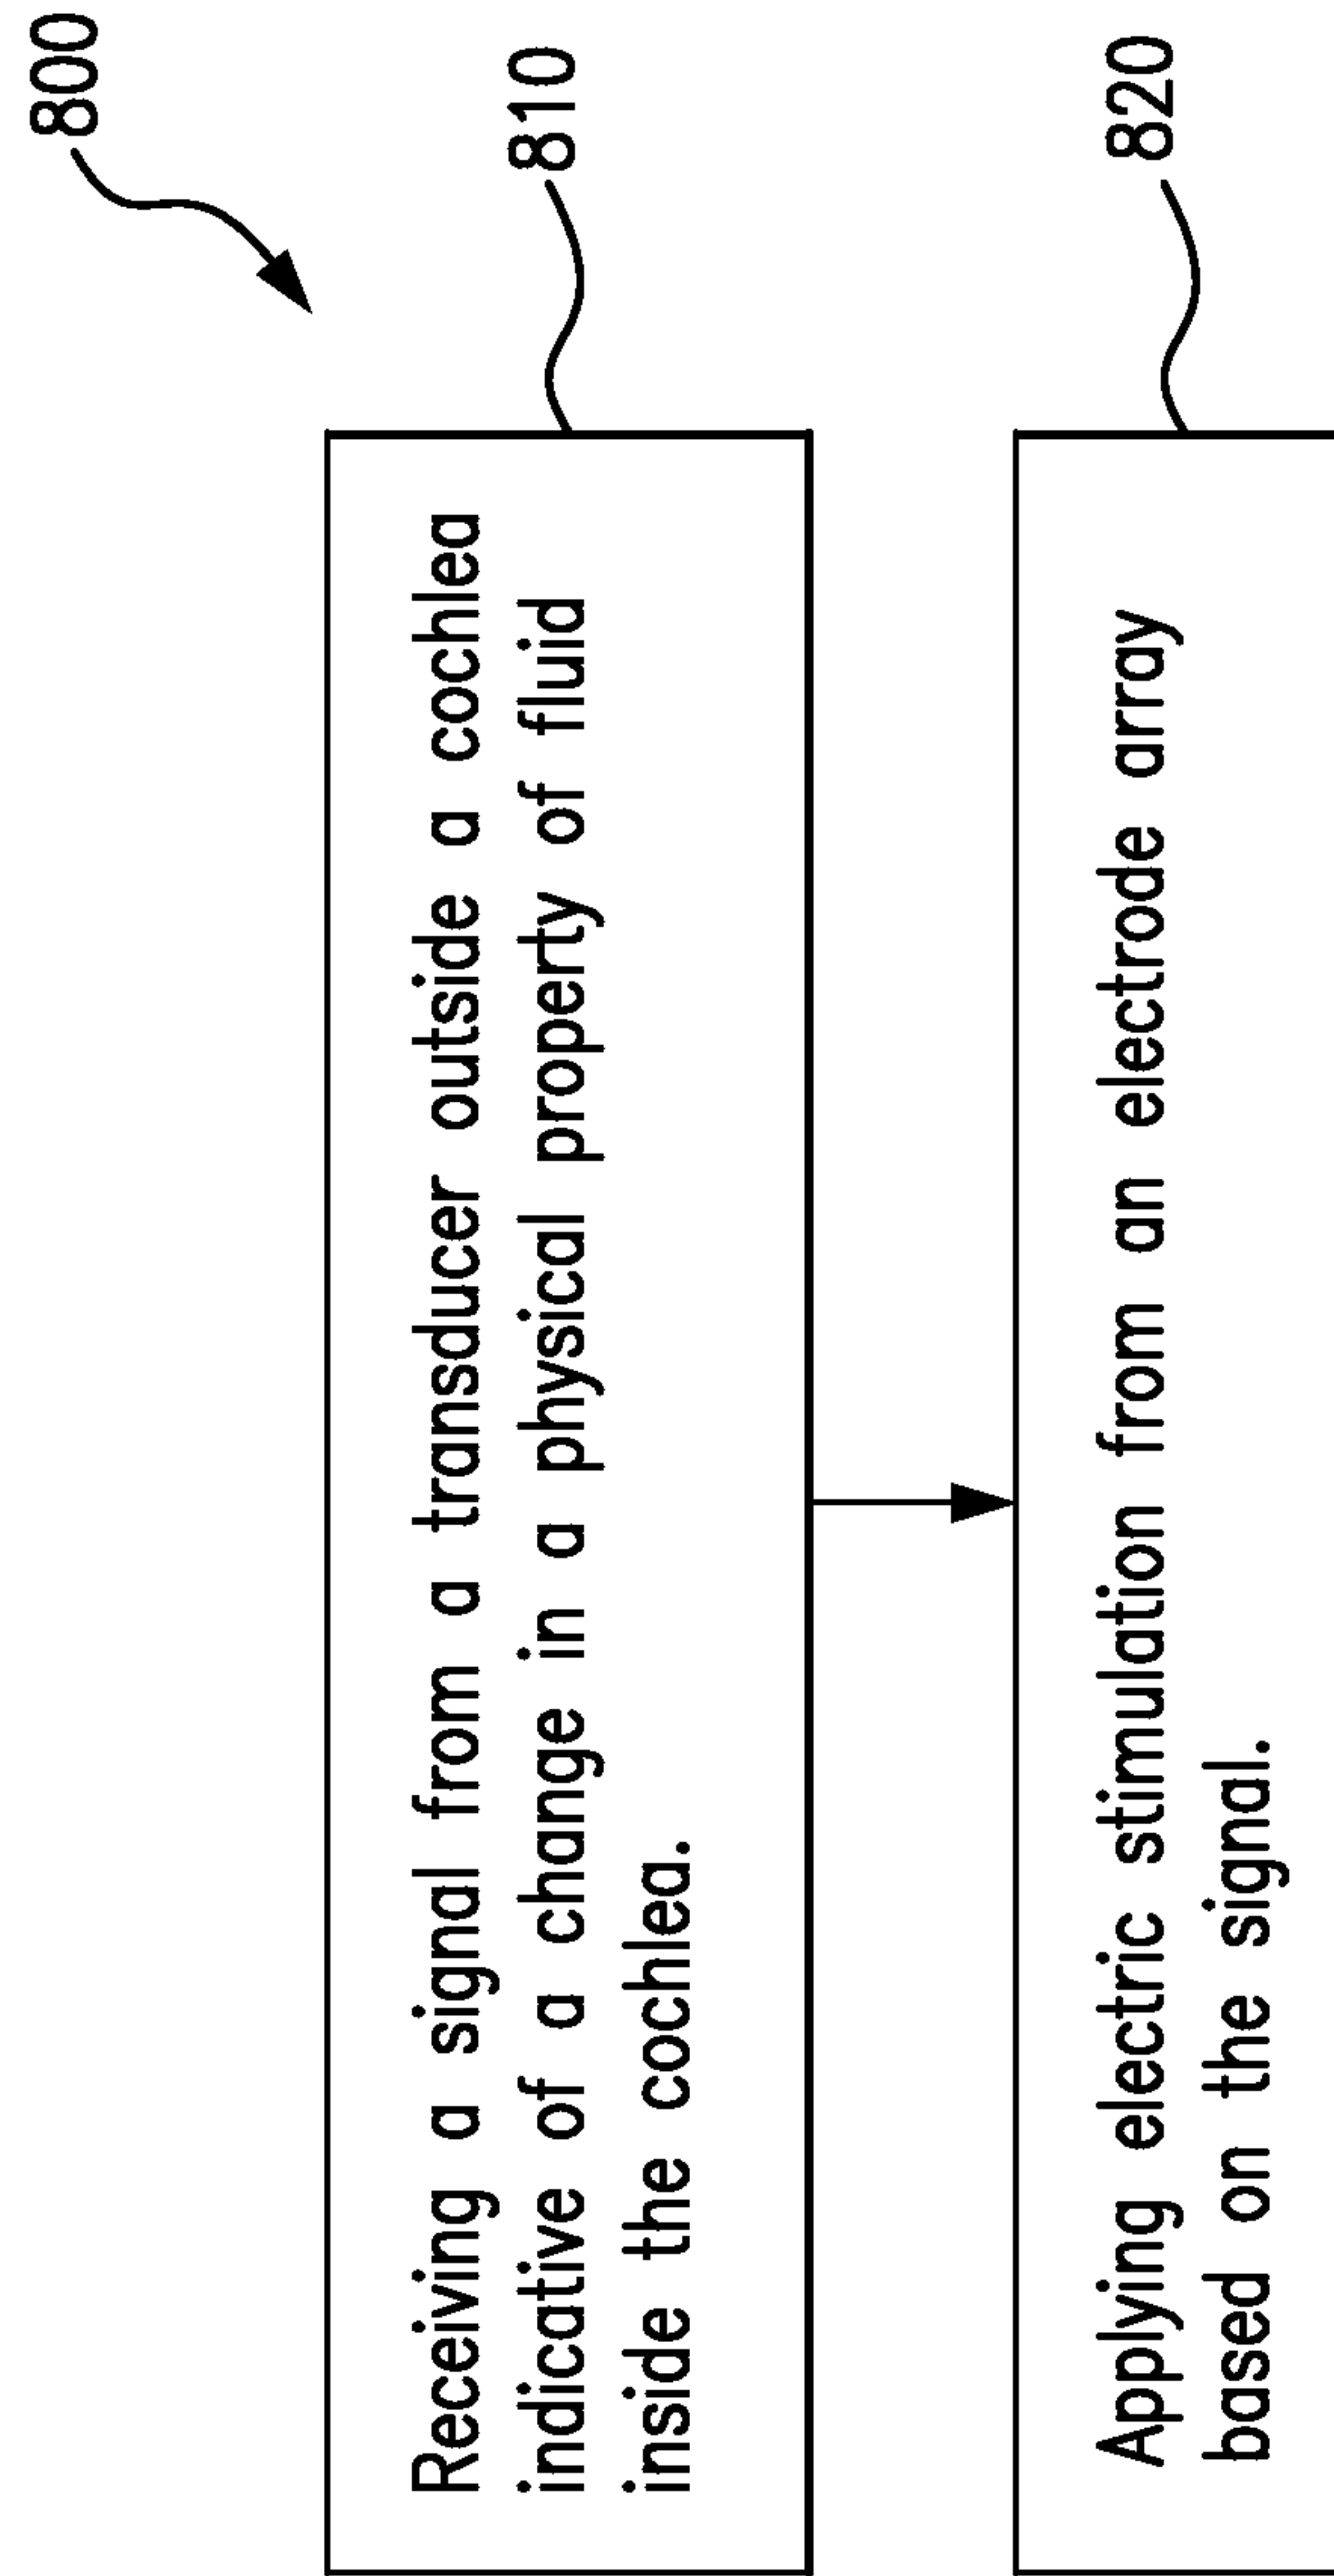 800
Receiving a signal from a transducer outside a cochlea
indicative of a change in a physical property of fluid
inside the cochlea.
810
Applying electric stimulation from an electrode array
based on the signal.
820